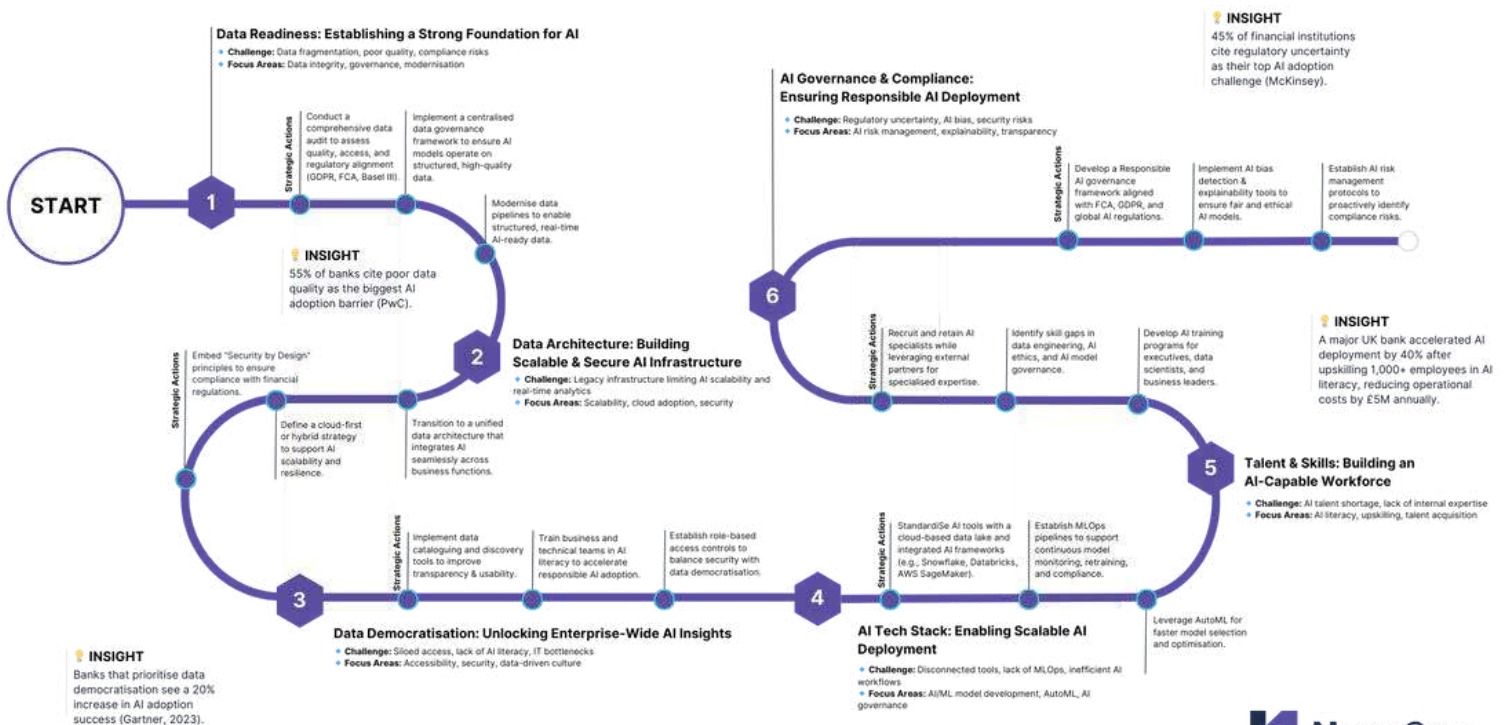 START
1
Data Readiness: Establishing a Strong Foundation for AI
Challenge: Data fragmentation, poor quality, compliance risks
Focus Areas: Data integrity, governance, modernisation
Strategic Actions
Conduct a
comprehensive data
audit to assess
quality, access, and
regulatory alignment
(GDPR, FCA, Basel III).
Implement a centralised
data governance
framework to ensure AI
models operate on
structured, high-quality
data.
Modernise data
pipelines to enable
structured, real-time
AI-ready data.
INSIGHT
55% of banks cite poor data
quality as the biggest AI
adoption barrier (PwC).
2
Data Architecture: Building
Scalable & Secure AI Infrastructure
Challenge: Legacy infrastructure limiting AI scalability and
real-time analytics
Focus Areas: Scalability, cloud adoption, security
Transition to a unified
data architecture that
integrates AI
seamlessly across
business functions.
Define a cloud-first
or hybrid strategy
to support AI
scalability and
resilience.
Strategic Actions
Embed "Security by Design"
principles to ensure
compliance with financial
regulations.
3
Data Democratisation: Unlocking Enterprise-Wide AI Insights
Challenge: Siloed access, lack of AI literacy, IT bottlenecks
Focus Areas: Accessibility, security, data-driven culture
Strategic Actions
Implement data
cataloguing and discovery
tools to improve
transparency & usability.
Train business and
technical teams in AI
literacy to accelerate
responsible AI adoption.
Establish role-based
access controls to
balance security with
data democratisation.
INSIGHT
Banks that prioritise data
democratisation see a 20%
increase in AI adoption
success (Gartner, 2023).
4
AI Tech Stack: Enabling Scalable AI
Deployment
Challenge: Disconnected tools, lack of MLOps, inefficient AI
workflows
Focus Areas: AI/ML model development, AutoML, AI
governance
Strategic Actions
StandardiSe AI tools with a
cloud-based data lake and
integrated AI frameworks
(e.g., Snowflake, Databricks,
AWS SageMaker).
Establish MLOps
pipelines to support
continuous model
monitoring, retraining,
and compliance.
Leverage AutoML for
faster model selection
and optimisation.
5
Talent & Skills: Building an
AI-Capable Workforce
Challenge: AI talent shortage, lack of internal expertise
Focus Areas: AI literacy, upskilling, talent acquisition
Develop AI training
programs for
executives, data
scientists, and
business leaders.
Identify skill gaps in
data engineering, AI
ethics, and AI model
governance.
Strategic Actions
Recruit and retain AI
specialists while
leveraging external
partners for
specialised expertise.
INSIGHT
A major UK bank accelerated AI
deployment by 40% after
upskilling 1,000+ employees in AI
literacy, reducing operational
costs by £5M annually.
6
AI Governance & Compliance:
Ensuring Responsible AI Deployment
Challenge: Regulatory uncertainty, AI bias, security risks
Focus Areas: AI risk management, explainability, transparency
Strategic Actions
Develop a Responsible
AI governance
framework aligned
with FCA, GDPR, and
global AI regulations.
Implement AI bias
detection &
explainability tools to
ensure fair and ethical
AI models.
Establish AI risk
management
protocols to
proactively identify
compliance risks.
INSIGHT
45% of financial institutions
cite regulatory uncertainty
as their top AI adoption
challenge (McKinsey).